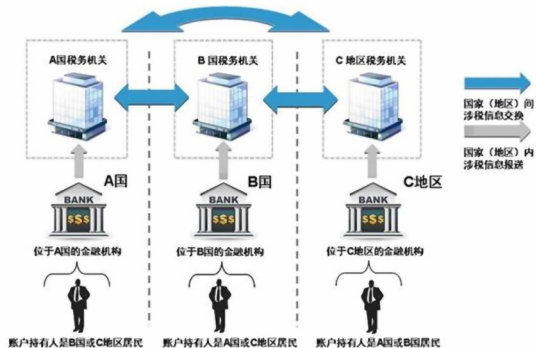 A国税务机关
B国税务机关
C地区税务机关
国家（地区）间
涉税信息交换
国家（地区）内
涉税信息报送
A国
B国
C地区
BANK
$$$
BANK
$$$
BANK
$$$
位于A国的金融机构
位于B国的金融机构
位于C地区的金融机构
账户持有人是B国或C地区居民
账户持有人是A国或C地区居民
账户持有人是A国或B国居民